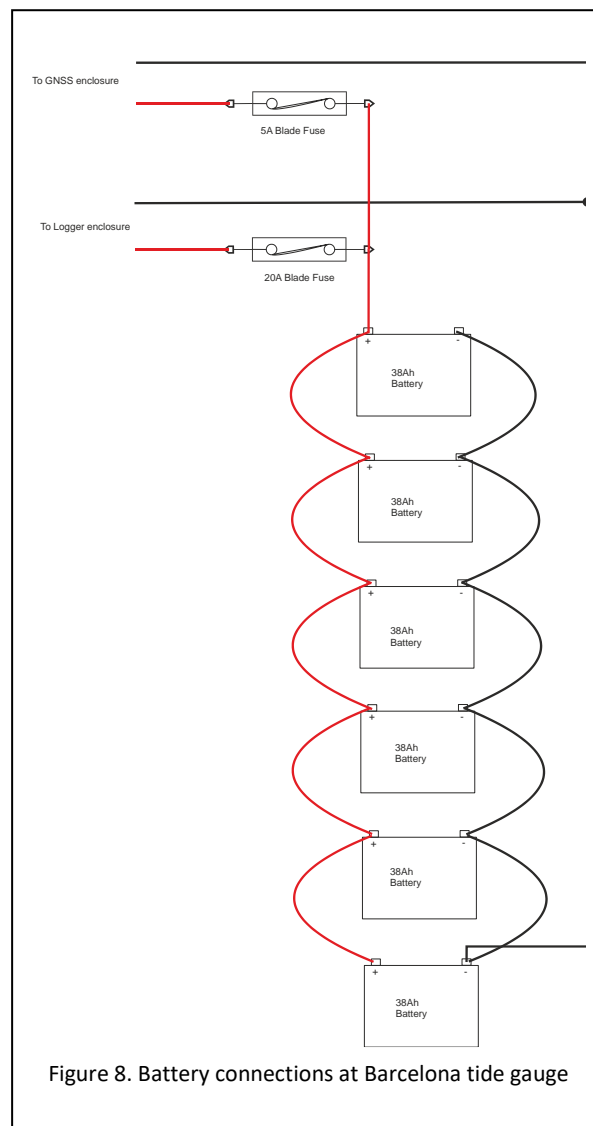 To GNSS enclosure
5A Blade Fuse
To Logger enclosure
20A Blade Fuse
+ -
38Ah
Battery
+ -
38Ah
Battery
+ -
38Ah
Battery
+ -
38Ah
Battery
+ -
38Ah
Battery
+ -
38Ah
Battery
Figure 8. Battery connections at Barcelona tide gauge